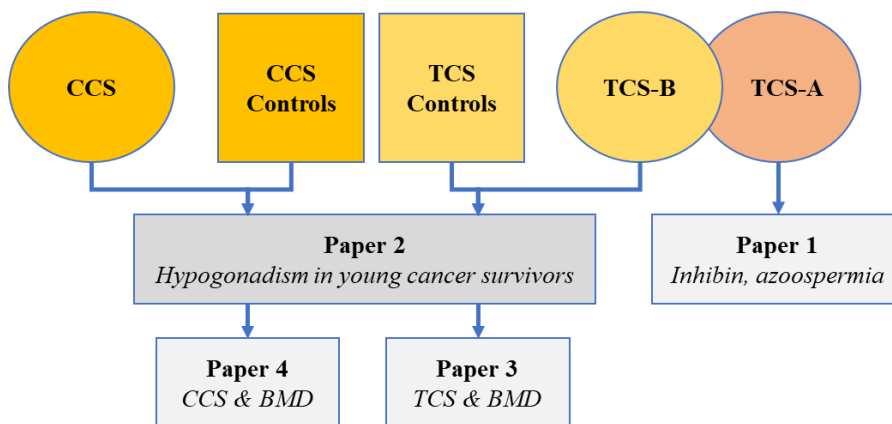 CCS
CCS
Controls
TCS
Controls
TCS-B
TCS-A
Paper 2
Hypogonadism in young cancer survivors
Paper 1
Inhibin, azoospermia
Paper 4
CCS & BMD
Paper 3
TCS & BMD